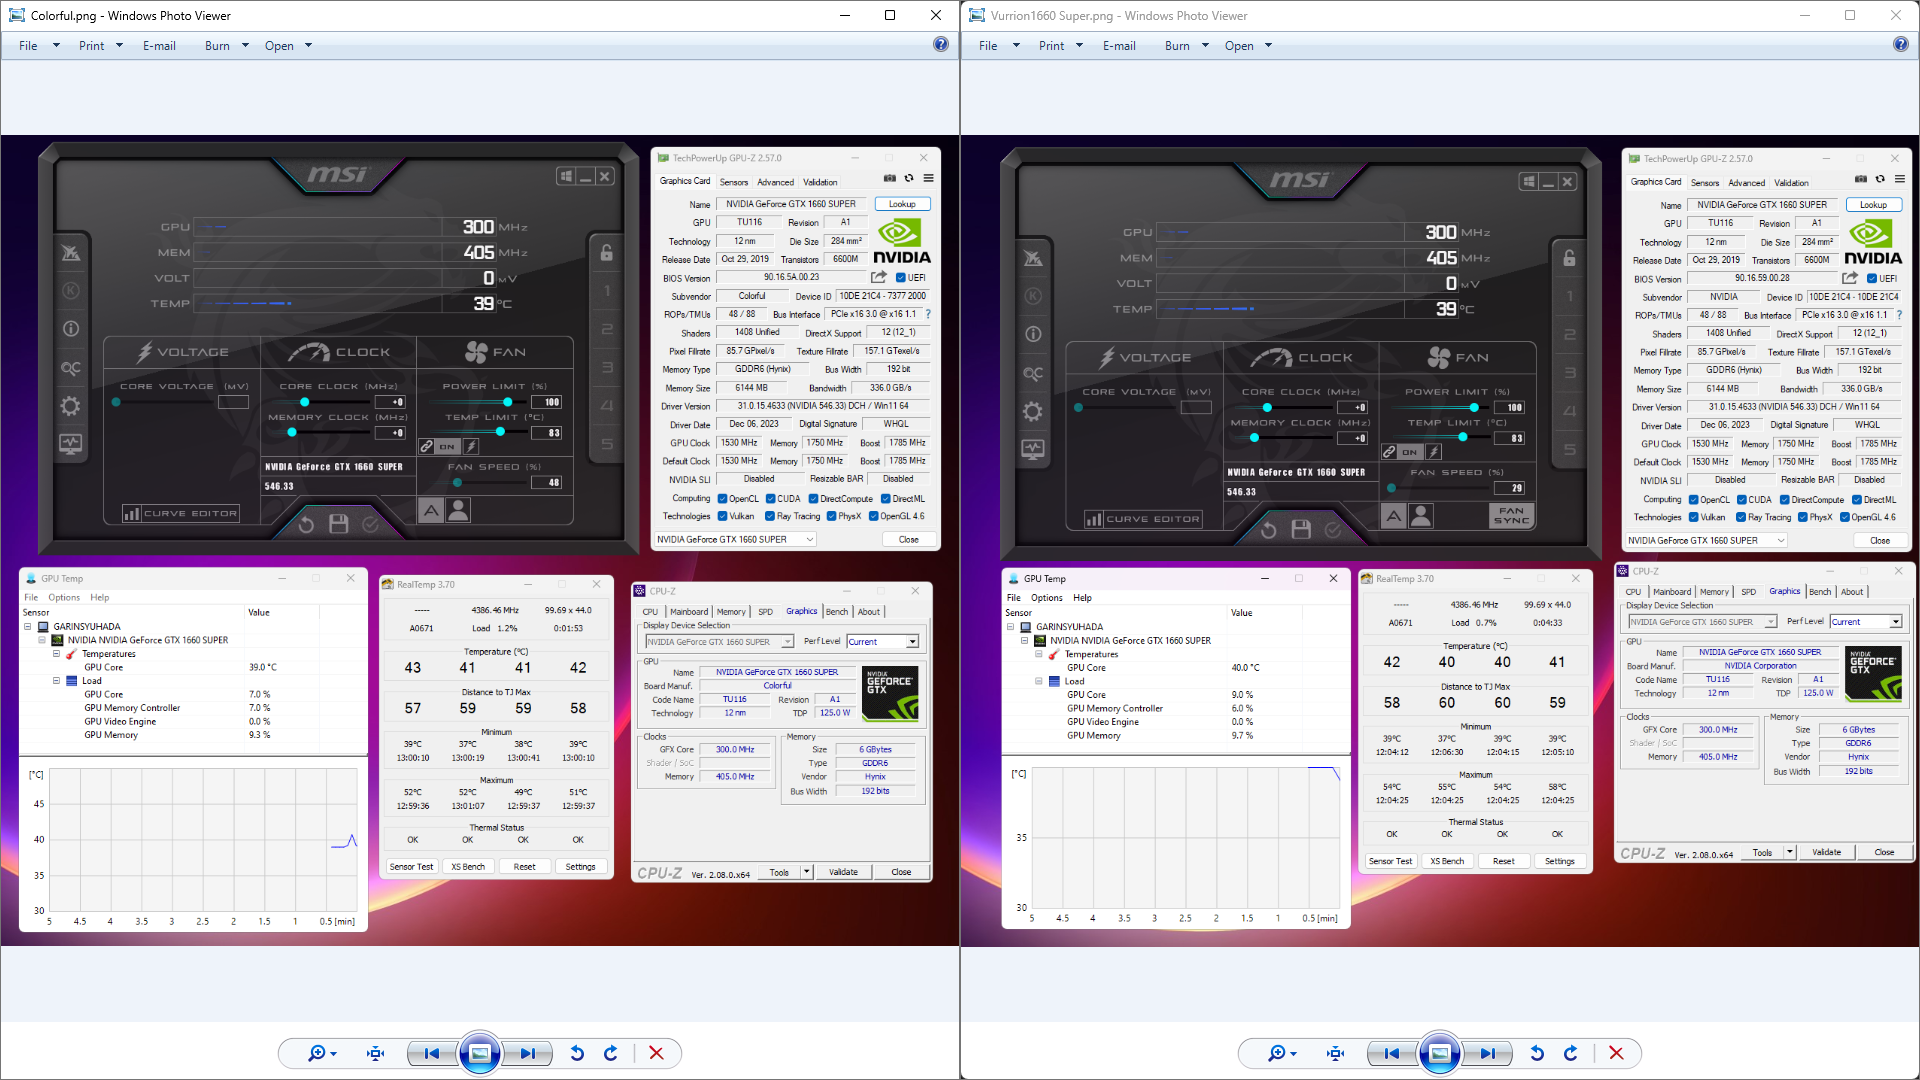 Colorful.png - Windows Photo Viewer
File Print E-mail Burn Open
msi
GPU 300 MHz
MEM 405 MHz
VOLT 0 mV
TEMP 39 °C
1
2
3
4
5
VOLTAGE CLOCK FAN
CORE VOLTAGE (MV) CORE CLOCK (MHz) +0 POWER LIMIT (%) 100
MEMORY CLOCK (MHz) +0 TEMP LIMIT (°C) 83
ON
NVIDIA GeForce GTX 1660 SUPER FAN SPEED (%)
546.33 48
CURVE EDITOR A
TechPowerUp GPU-Z 2.57.0
Graphics Card Sensors Advanced Validation
Name NVIDIA GeForce GTX 1660 SUPER Lookup
GPU TU116 Revision A1
Technology 12 nm Die Size 284 mm²
Release Date Oct 29, 2019 Transistors 6600M NVIDIA
BIOS Version 90.16.5A.00.23 UEFI
Subvendor Colorful Device ID 10DE 21C4 - 7377 2000
ROPs/TMUs 48 / 88 Bus Interface PCIe x16 3.0 @ x16 1.1 ?
Shaders 1408 Unified DirectX Support 12 (12_1)
Pixel Fillrate 85.7 GPixel/s Texture Fillrate 157.1 GTexel/s
Memory Type GDDR6 (Hynix) Bus Width 192 bit
Memory Size 6144 MB Bandwidth 336.0 GB/s
Driver Version 31.0.15.4633 (NVIDIA 546.33) DCH / Win11 64
Driver Date Dec 06, 2023 Digital Signature WHQL
GPU Clock 1530 MHz Memory 1750 MHz Boost 1785 MHz
Default Clock 1530 MHz Memory 1750 MHz Boost 1785 MHz
NVIDIA SLI Disabled Resizable BAR Disabled
Computing OpenCL CUDA DirectCompute DirectML
Technologies Vulkan Ray Tracing PhysX OpenGL 4.6
NVIDIA GeForce GTX 1660 SUPER Close
GPU Temp
File Options Help
Sensor Value
GARINSYUHADA
NVIDIA NVIDIA GeForce GTX 1660 SUPER
Temperatures
GPU Core 39.0 °C
Load
GPU Core 7.0 %
GPU Memory Controller 7.0 %
GPU Video Engine 0.0 %
GPU Memory 9.3 %
[°C]
45
40
35
30
5 4.5 4 3.5 3 2.5 2 1.5 1 0.5 [min]
RealTemp 3.70
----- 4386.46 MHz 99.69 x 44.0
A0671 Load 1.2% 0:01:53
Temperature (°C)
43 41 41 42
Distance to TJ Max
57 59 59 58
Minimum
39°C 37°C 38°C 39°C
13:00:10 13:00:19 13:00:41 13:00:10
Maximum
52°C 52°C 49°C 51°C
12:59:36 13:01:07 12:59:37 12:59:37
Thermal Status
OK OK OK OK
Sensor Test XS Bench Reset Settings
CPU-Z
CPU Mainboard Memory SPD Graphics Bench About
Display Device Selection
NVIDIA GeForce GTX 1660 SUPER Perf Level Current
GPU
Name NVIDIA GeForce GTX 1660 SUPER
Board Manuf. Colorful
Code Name TU116 Revision A1
Technology 12 nm TDP 125.0 W
NVIDIA GEFORCE GTX
Clocks Memory
GFX Core 300.0 MHz Size 6 GBytes
Shader / SoC Type GDDR6
Memory 405.0 MHz Vendor Hynix
Bus Width 192 bits
CPU-Z Ver. 2.08.0.x64 Tools Validate Close
Vurrion1660 Super.png - Windows Photo Viewer
File Print E-mail Burn Open
msi
GPU 300 MHz
MEM 405 MHz
VOLT 0 mV
TEMP 39 °C
1
2
3
4
5
VOLTAGE CLOCK FAN
CORE VOLTAGE (MV) CORE CLOCK (MHz) +0 POWER LIMIT (%) 100
MEMORY CLOCK (MHz) +0 TEMP LIMIT (°C) 83
ON
NVIDIA GeForce GTX 1660 SUPER FAN SPEED (%)
546.33 29
CURVE EDITOR A FAN SYNC
TechPowerUp GPU-Z 2.57.0
Graphics Card Sensors Advanced Validation
Name NVIDIA GeForce GTX 1660 SUPER Lookup
GPU TU116 Revision A1
Technology 12 nm Die Size 284 mm²
Release Date Oct 29, 2019 Transistors 6600M NVIDIA
BIOS Version 90.16.59.00.28 UEFI
Subvendor NVIDIA Device ID 10DE 21C4 - 10DE 21C4
ROPs/TMUs 48 / 88 Bus Interface PCIe x16 3.0 @ x16 1.1 ?
Shaders 1408 Unified DirectX Support 12 (12_1)
Pixel Fillrate 85.7 GPixel/s Texture Fillrate 157.1 GTexel/s
Memory Type GDDR6 (Hynix) Bus Width 192 bit
Memory Size 6144 MB Bandwidth 336.0 GB/s
Driver Version 31.0.15.4633 (NVIDIA 546.33) DCH / Win11 64
Driver Date Dec 06, 2023 Digital Signature WHQL
GPU Clock 1530 MHz Memory 1750 MHz Boost 1785 MHz
Default Clock 1530 MHz Memory 1750 MHz Boost 1785 MHz
NVIDIA SLI Disabled Resizable BAR Disabled
Computing OpenCL CUDA DirectCompute DirectML
Technologies Vulkan Ray Tracing PhysX OpenGL 4.6
NVIDIA GeForce GTX 1660 SUPER Close
GPU Temp
File Options Help
Sensor Value
GARINSYUHADA
NVIDIA NVIDIA GeForce GTX 1660 SUPER
Temperatures
GPU Core 40.0 °C
Load
GPU Core 9.0 %
GPU Memory Controller 6.0 %
GPU Video Engine 0.0 %
GPU Memory 9.7 %
[°C]
35
30
5 4.5 4 3.5 3 2.5 2 1.5 1 0.5 [min]
RealTemp 3.70
----- 4386.46 MHz 99.69 x 44.0
A0671 Load 0.7% 0:04:33
Temperature (°C)
42 40 40 41
Distance to TJ Max
58 60 60 59
Minimum
39°C 37°C 39°C 39°C
12:04:12 12:06:30 12:04:15 12:05:10
Maximum
54°C 55°C 54°C 58°C
12:04:25 12:04:25 12:04:25 12:04:25
Thermal Status
OK OK OK OK
Sensor Test XS Bench Reset Settings
CPU-Z
CPU Mainboard Memory SPD Graphics Bench About
Display Device Selection
NVIDIA GeForce GTX 1660 SUPER Perf Level Current
GPU
Name NVIDIA GeForce GTX 1660 SUPER
Board Manuf. NVIDIA Corporation
Code Name TU116 Revision A1
Technology 12 nm TDP 125.0 W
NVIDIA GEFORCE GTX
Clocks Memory
GFX Core 300.0 MHz Size 6 GBytes
Shader / SoC Type GDDR6
Memory 405.0 MHz Vendor Hynix
Bus Width 192 bits
CPU-Z Ver. 2.08.0.x64 Tools Validate Close